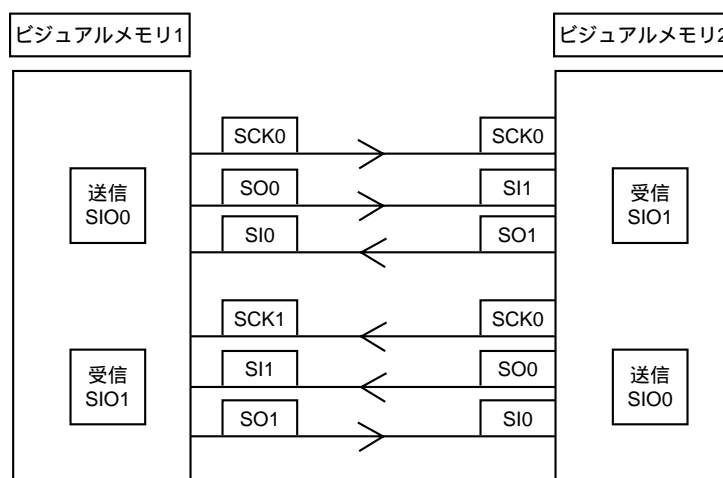 ビジュアルメモリ1 ビジュアルメモリ2
SCK0 SCK0
SO0 SI1
送信
SIO0
受信
SIO1
SI0 SO1
SCK1 SCK0
SI1 SO0
受信
SIO1
送信
SIO0
SO1 SI0